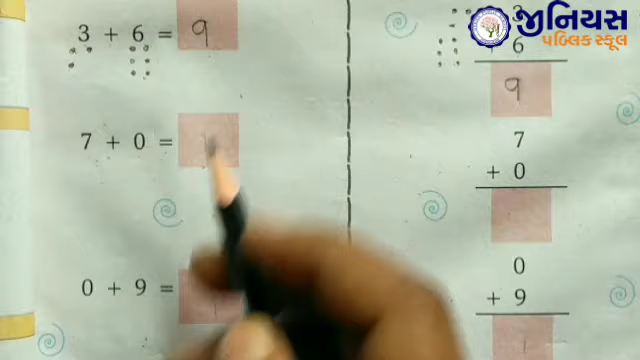 જીનિયસ
પબ્લિક સ્કૂલ
3 + 6 = 9
7 + 0 =
0 + 9 =
3
+ 6
9
7
+ 0
0
+ 9